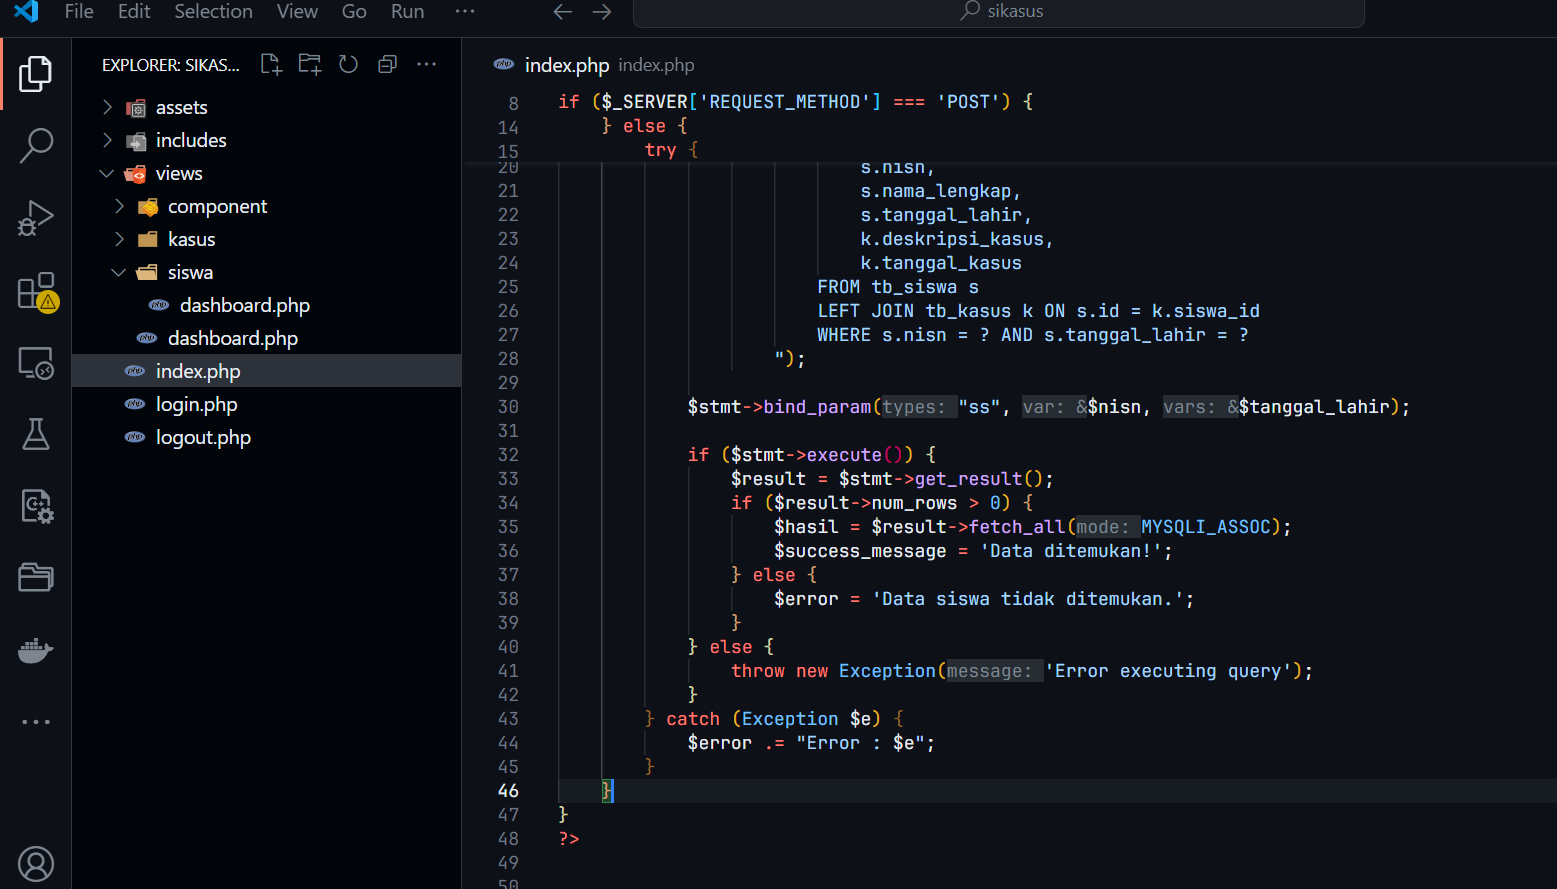 File Edit Selection View Go Run ··· sikasus
EXPLORER: SIKAS...
assets
includes
views
component
kasus
siswa
dashboard.php
dashboard.php
index.php
login.php
logout.php
index.php index.php
8 if ($_SERVER['REQUEST_METHOD'] === 'POST') {
14 } else {
15 try {
20 s.nisn,
21 s.nama_lengkap,
22 s.tanggal_lahir,
23 k.deskripsi_kasus,
24 k.tanggal_kasus
25 FROM tb_siswa s
26 LEFT JOIN tb_kasus k ON s.id = k.siswa_id
27 WHERE s.nisn = ? AND s.tanggal_lahir = ?
28 ");
29
30 $stmt->bind_param(types: "ss", var: &$nisn, vars: &$tanggal_lahir);
31
32 if ($stmt->execute()) {
33 $result = $stmt->get_result();
34 if ($result->num_rows > 0) {
35 $hasil = $result->fetch_all(mode: MYSQLI_ASSOC);
36 $success_message = 'Data ditemukan!';
37 } else {
38 $error = 'Data siswa tidak ditemukan.';
39 }
40 } else {
41 throw new Exception(message: 'Error executing query');
42 }
43 } catch (Exception $e) {
44 $error .= "Error : $e";
45 }
46 }
47 }
48 ?>
49
50